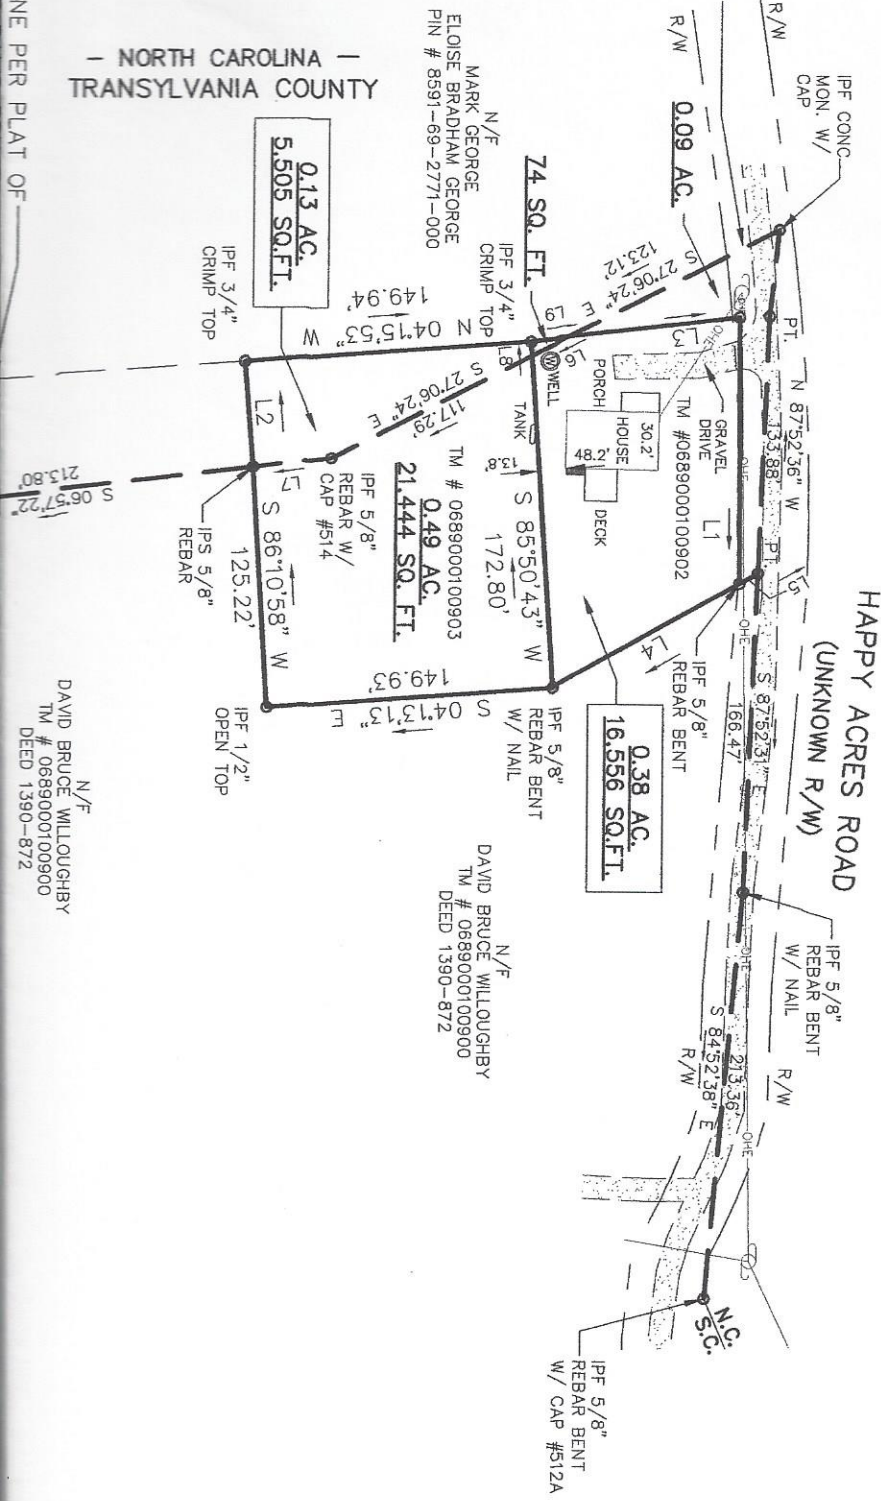 HAPPY ACRES ROAD
(UNKNOWN R/W)
R/W
R/W
IPF CONC
MON. W/
CAP
0.09 AC.
PT.
N 87°52'36" W
133.88'
PT.
L5
S 87°52'31" E
166.47'
IPF 5/8"
REBAR BENT
W/ NAIL
R/W
S 84°52'38" E
213.36'
R/W
OHE
OHE
OHE
OHE
OHE
OHE
N.C.
S.C.
IPF 5/8"
REBAR BENT
W/ CAP #512A
- NORTH CAROLINA -
TRANSYLVANIA COUNTY
N/F
MARK GEORGE
ELOISE BRADHAM GEORGE
PIN # 8591-69-2771-000
74 SQ. FT.
IPF 3/4"
CRIMP TOP
S 27°06'24" E
123.12'
L9
L6
L3
L8
WELL
W
GRAVEL
DRIVE
TM #0689000100902
L1
PORCH
30.2'
HOUSE
48.2'
DECK
TANK
13.8'
L4
IPF 5/8"
REBAR BENT
0.38 AC.
16,556 SQ.FT.
S 85°50'43" W
172.80'
IPF 5/8"
REBAR BENT
W/ NAIL
0.13 AC.
5,505 SQ.FT.
IPF 3/4"
CRIMP TOP
N 04°15'53" W
149.94'
S 27°06'24" E
117.29'
TM # 0689000100903
0.49 AC.
21,444 SQ. FT.
IPF 5/8"
REBAR W/
CAP #514
L2
L7
IPS 5/8"
REBAR
S 86°10'58" W
125.22'
S 04°13'13" E
149.93'
IPF 1/2"
OPEN TOP
S 06°57'22"
213.80'
N/F
DAVID BRUCE WILLOUGHBY
TM # 0689000100900
DEED 1390-872
N/F
DAVID BRUCE WILLOUGHBY
TM # 0689000100900
DEED 1390-872
NE PER PLAT OF